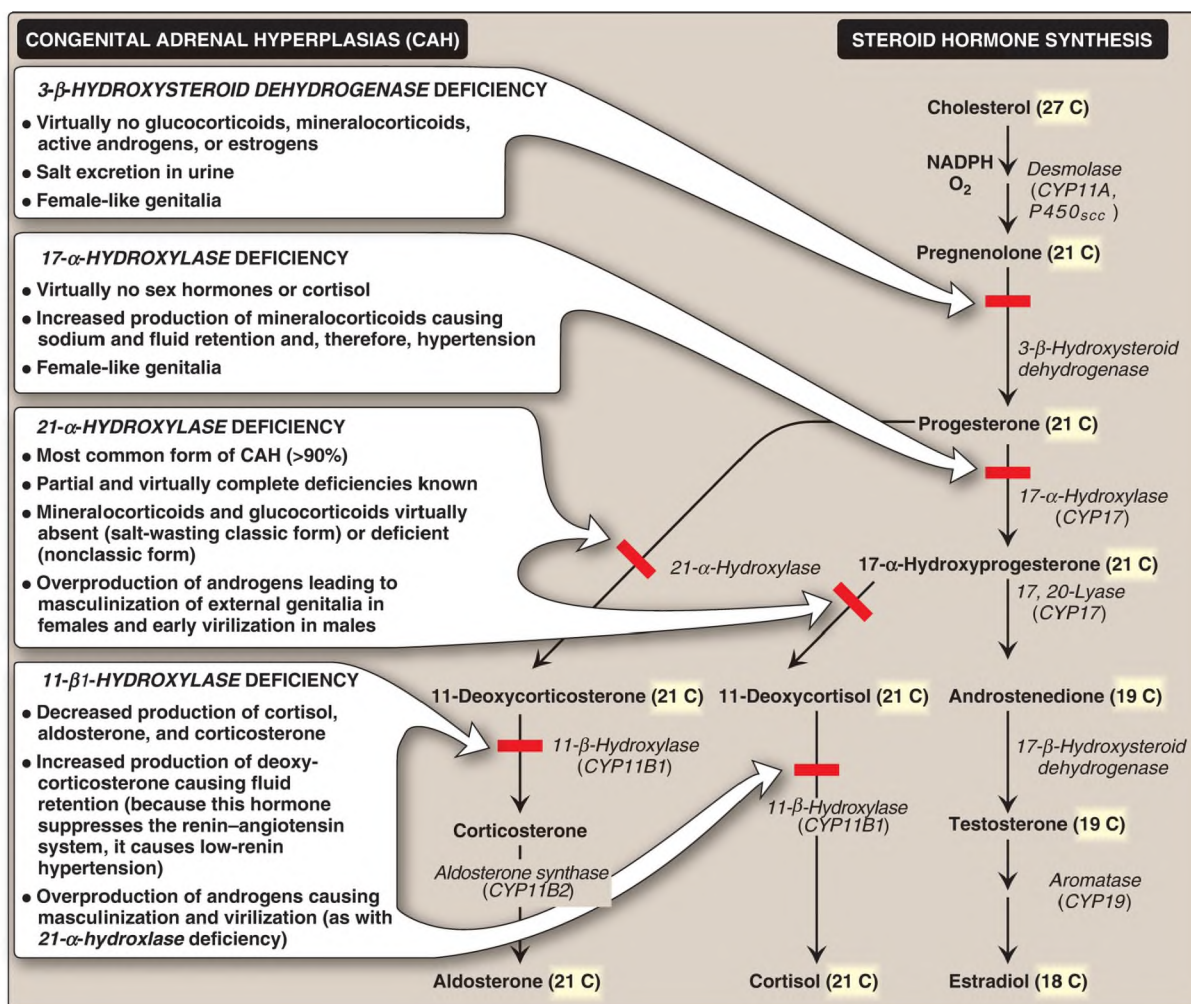 CONGENITAL ADRENAL HYPERPLASIAS (CAH)
3-β-HYDROXYSTEROID DEHYDROGENASE DEFICIENCY
• Virtually no glucocorticoids, mineralocorticoids,
active androgens, or estrogens
• Salt excretion in urine
• Female-like genitalia
17-α-HYDROXYLASE DEFICIENCY
• Virtually no sex hormones or cortisol
• Increased production of mineralocorticoids causing
sodium and fluid retention and, therefore, hypertension
• Female-like genitalia
21-α-HYDROXYLASE DEFICIENCY
• Most common form of CAH (>90%)
• Partial and virtually complete deficiencies known
• Mineralocorticoids and glucocorticoids virtually
absent (salt-wasting classic form) or deficient
(nonclassic form)
• Overproduction of androgens leading to
masculinization of external genitalia in
females and early virilization in males
11-β1-HYDROXYLASE DEFICIENCY
• Decreased production of cortisol,
aldosterone, and corticosterone
• Increased production of deoxy-
corticosterone causing fluid
retention (because this hormone
suppresses the renin–angiotensin
system, it causes low-renin
hypertension)
• Overproduction of androgens causing
masculinization and virilization (as with
21-α-hydroxlase deficiency)
STEROID HORMONE SYNTHESIS
Cholesterol (27 C)
NADPH
O₂
Desmolase
(CYP11A,
P450scc )
Pregnenolone (21 C)
3-β-Hydroxysteroid
dehydrogenase
Progesterone (21 C)
17-α-Hydroxylase
(CYP17)
21-α-Hydroxylase
17-α-Hydroxyprogesterone (21 C)
17, 20-Lyase
(CYP17)
11-Deoxycorticosterone (21 C)
11-Deoxycortisol (21 C)
Androstenedione (19 C)
11-β-Hydroxylase
(CYP11B1)
11-β-Hydroxylase
(CYP11B1)
17-β-Hydroxysteroid
dehydrogenase
Corticosterone
Testosterone (19 C)
Aldosterone synthase
(CYP11B2)
Aromatase
(CYP19)
Aldosterone (21 C)
Cortisol (21 C)
Estradiol (18 C)